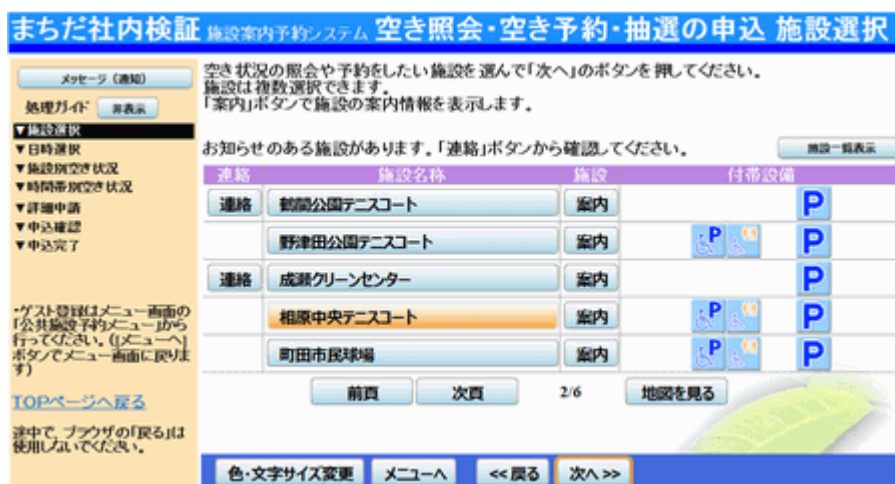 まちだ社内検証 施設案内予約システム 空き照会・空き予約・抽選の申込 施設選択
メッセージ（通知）
処理ガイド 非表示
▼施設選択
▼日時選択
▼施設別空き状況
▼時間帯別空き状況
▼詳細申請
▼申込確認
▼申込完了
・ゲスト登録はメニュー画面の
「公共施設予約メニュー」から
行ってください。(「メニューへ」
ボタンでメニュー画面に戻りま
す)
TOPページへ戻る
途中で、ブラウザの「戻る」は
使用しないでください。
空き状況の照会や予約をしたい施設を選んで「次へ」のボタンを押してください。
施設は複数選択できます。
「案内」ボタンで施設の案内情報を表示します。
お知らせのある施設があります。「連絡」ボタンから確認してください。
施設一覧表示
連絡 施設名称 施設 付帯設備
連絡 鶴間公園テニスコート 案内 P
野津田公園テニスコート 案内 P P
連絡 成瀬クリーンセンター 案内 P
相原中央テニスコート 案内 P P
町田市民球場 案内 P P
前頁 次頁 2/6 地図を見る
色・文字サイズ変更 メニューへ <<戻る 次へ>>